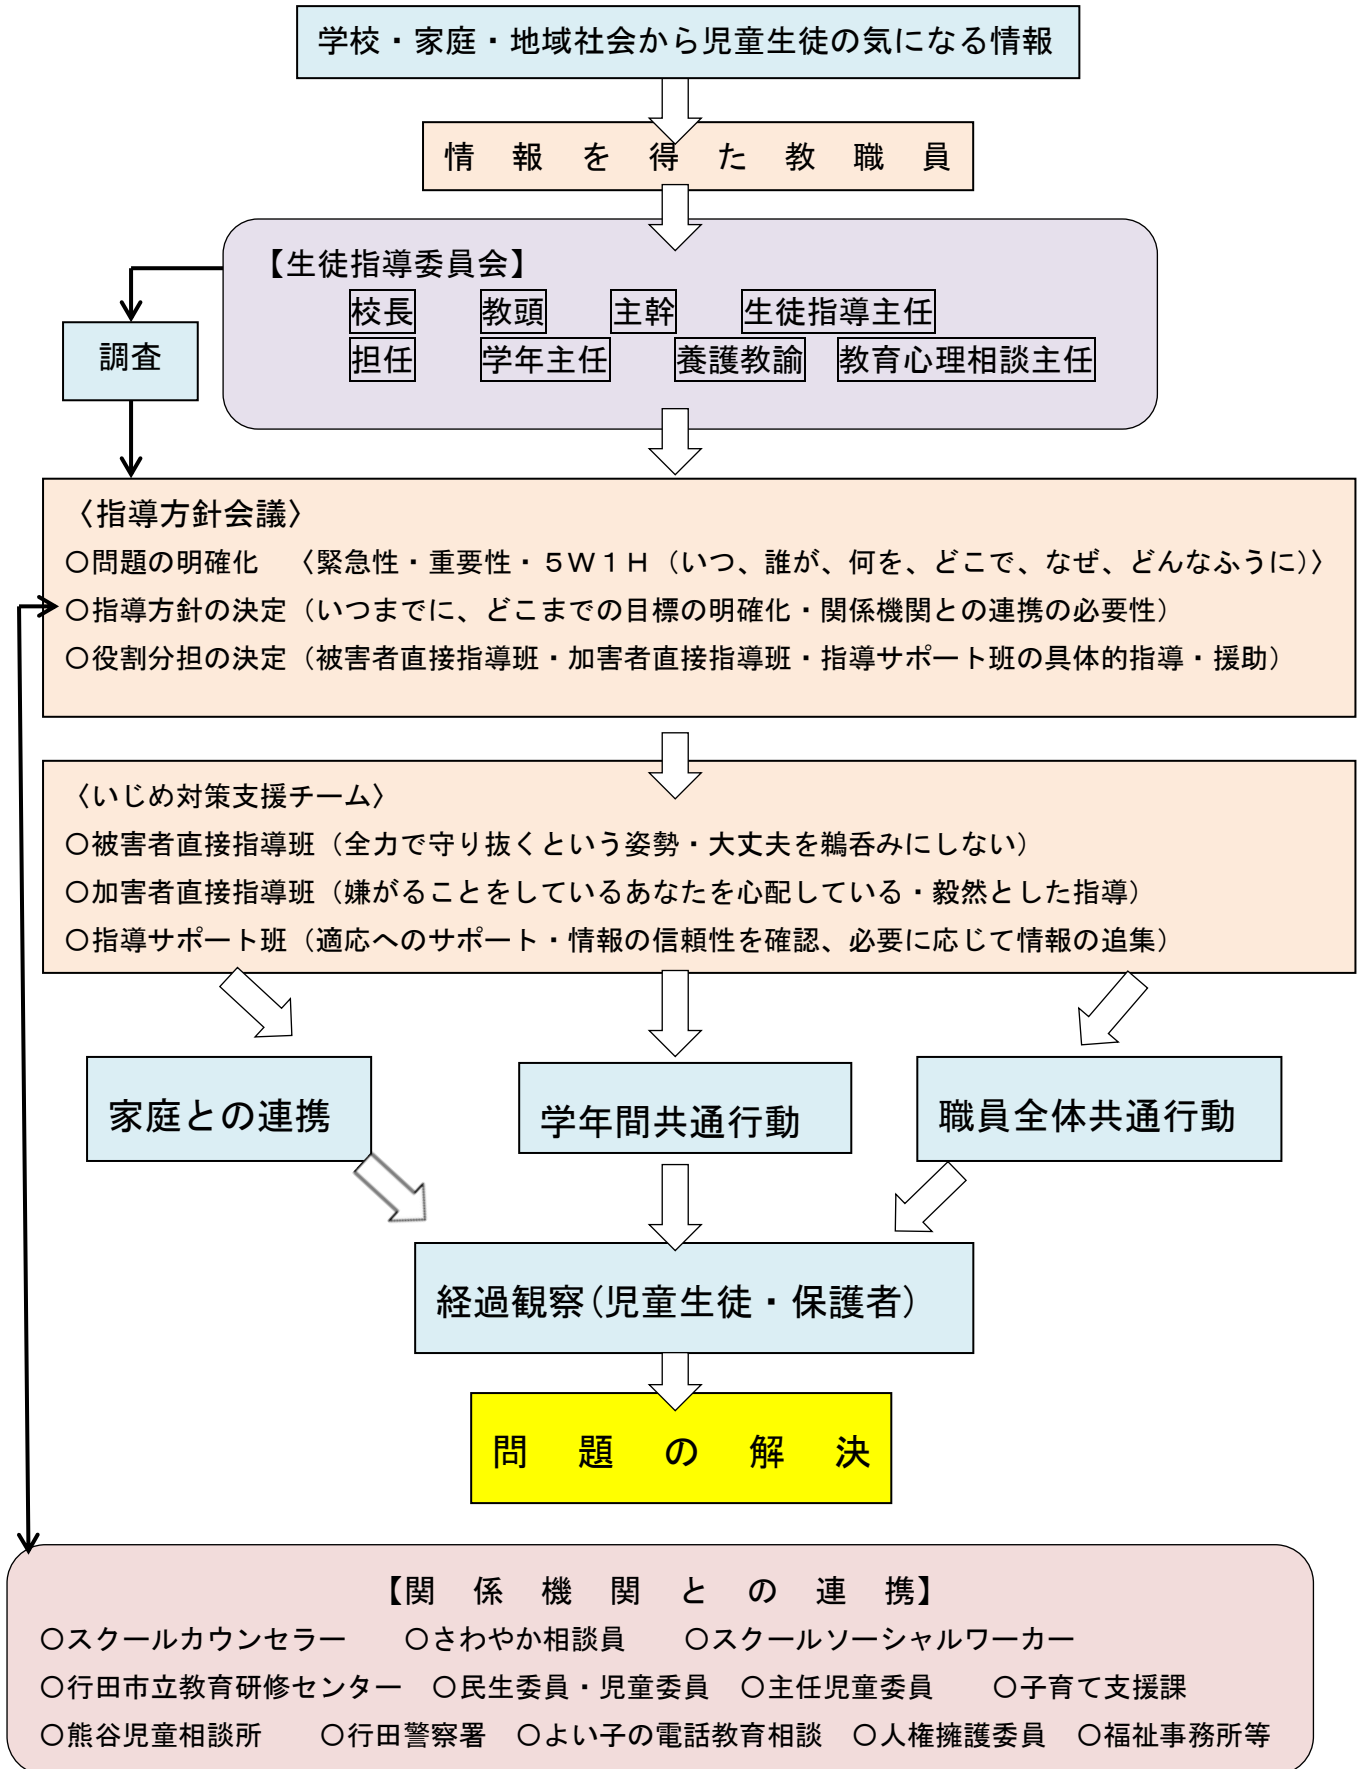 学校・家庭・地域社会から児童生徒の気になる情報
情報を得た教職員
【生徒指導委員会】
校長 教頭 主幹 生徒指導主任
担任 学年主任 養護教諭 教育心理相談主任
調査
〈指導方針会議〉
○問題の明確化 〈緊急性・重要性・５Ｗ１Ｈ（いつ、誰が、何を、どこで、なぜ、どんなふうに）〉
○指導方針の決定（いつまでに、どこまでの目標の明確化・関係機関との連携の必要性）
○役割分担の決定（被害者直接指導班・加害者直接指導班・指導サポート班の具体的指導・援助）
〈いじめ対策支援チーム〉
○被害者直接指導班（全力で守り抜くという姿勢・大丈夫を鵜呑みにしない）
○加害者直接指導班（嫌がることをしているあなたを心配している・毅然とした指導）
○指導サポート班（適応へのサポート・情報の信頼性を確認、必要に応じて情報の追集）
家庭との連携
学年間共通行動
職員全体共通行動
経過観察（児童生徒・保護者）
問題の解決
【関係機関との連携】
○スクールカウンセラー ○さわやか相談員 ○スクールソーシャルワーカー
○行田市立教育研修センター ○民生委員・児童委員 ○主任児童委員 ○子育て支援課
○熊谷児童相談所 ○行田警察署 ○よい子の電話教育相談 ○人権擁護委員 ○福祉事務所等